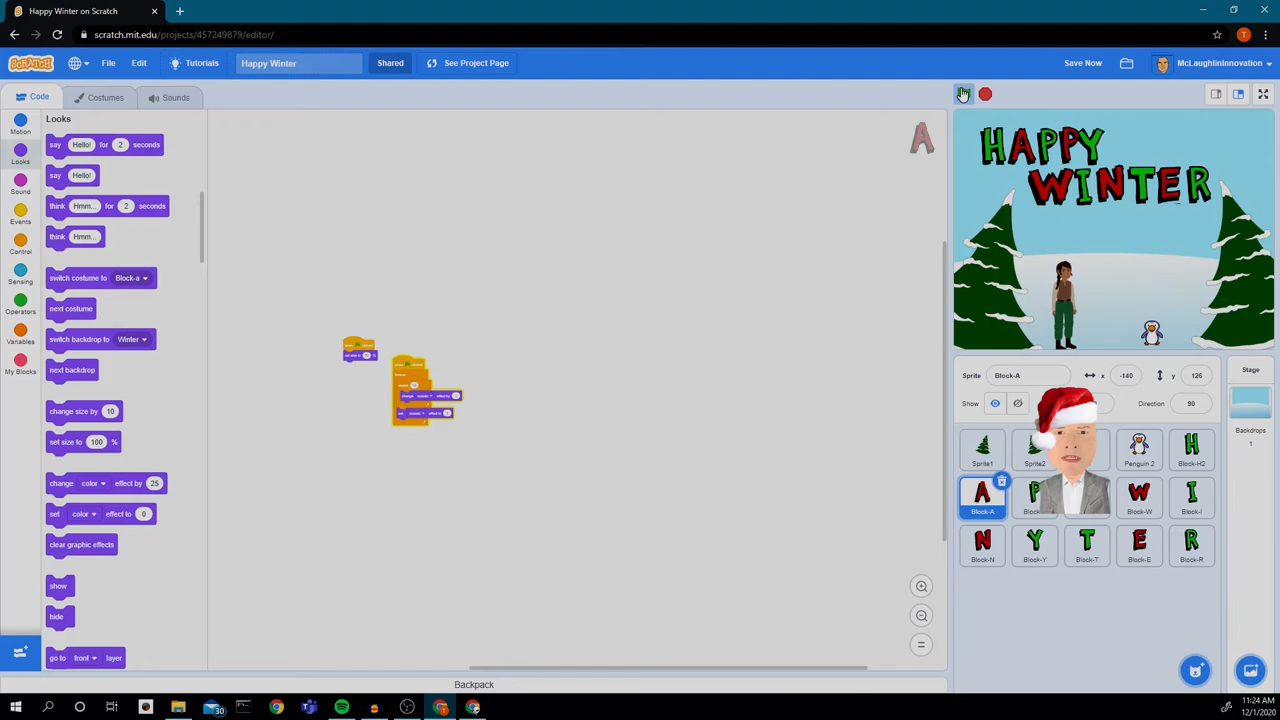 Happy Winter on Scratch
scratch.mit.edu/projects/457249879/editor/
T
SCRATCH
File
Edit
Tutorials
Happy Winter
Shared
See Project Page
Save Now
McLaughlinInnovation
Code
Costumes
Sounds
Motion
Looks
Sound
Events
Control
Sensing
Operators
Variables
My Blocks
Looks
say Hello! for 2 seconds
say Hello!
think Hmm... for 2 seconds
think Hmm...
switch costume to Block-a
next costume
switch backdrop to Winter
next backdrop
change size by 10
set size to 100 %
change color effect by 25
set color effect to 0
clear graphic effects
show
hide
go to front layer
A
HAPPY
WINTER
Sprite Block-A x -140 y 126
Show Direction 90
Stage
Backdrops
1
Sprite1
Sprite2
Penguin 2
H
Block-H2
A
Block-A
P
W
Block-W
I
Block-I
N
Block-N
Y
Block-Y
T
Block-T
E
Block-E
R
Block-R
Backpack
30
11:24 AM
12/1/2020